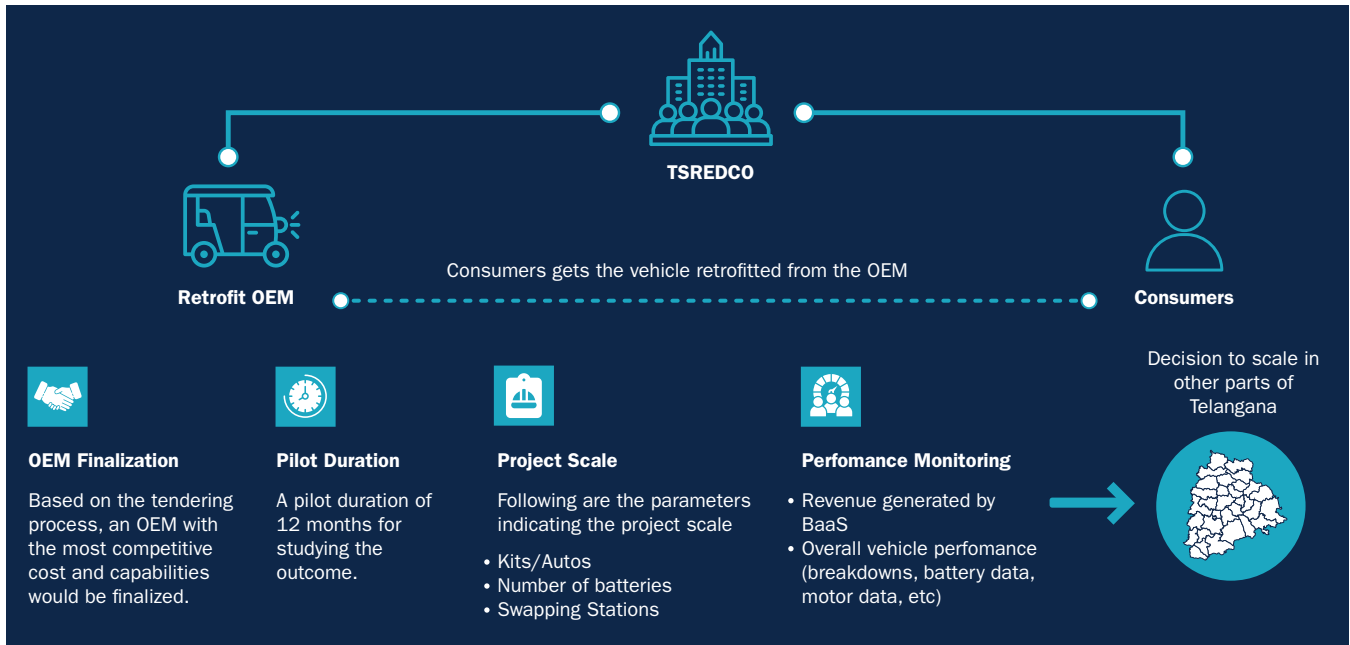 TSREDCO
Retrofit OEM
Consumers gets the vehicle retrofitted from the OEM
Consumers
OEM Finalization
Based on the tendering
process, an OEM with
the most competitive
cost and capabilities
would be finalized.
Pilot Duration
A pilot duration of
12 months for
studying the
outcome.
Project Scale
Following are the parameters
indicating the project scale
• Kits/Autos
• Number of batteries
• Swapping Stations
Perfomance Monitoring
• Revenue generated by
BaaS
• Overall vehicle perfomance
(breakdowns, battery data,
motor data, etc)
Decision to scale in
other parts of
Telangana